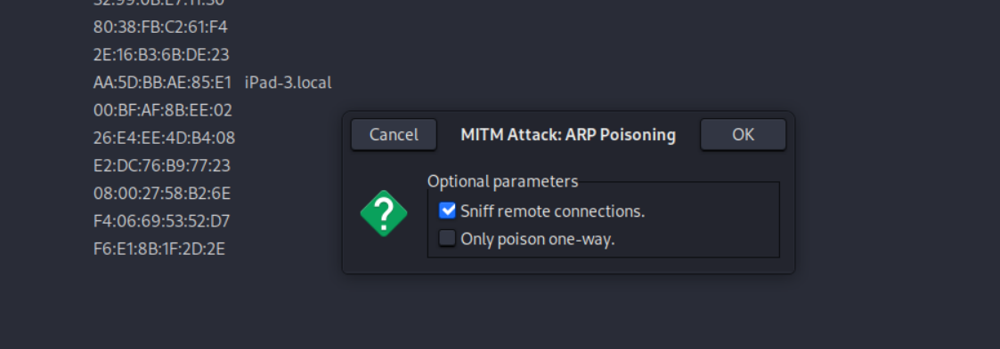 80:38:FB:C2:61:F4
2E:16:B3:6B:DE:23
AA:5D:BB:AE:85:E1 iPad-3.local
00:BF:AF:8B:EE:02
26:E4:EE:4D:B4:08
E2:DC:76:B9:77:23
08:00:27:58:B2:6E
F4:06:69:53:52:D7
F6:E1:8B:1F:2D:2E
Cancel MITM Attack: ARP Poisoning OK
Optional parameters
Sniff remote connections.
Only poison one-way.